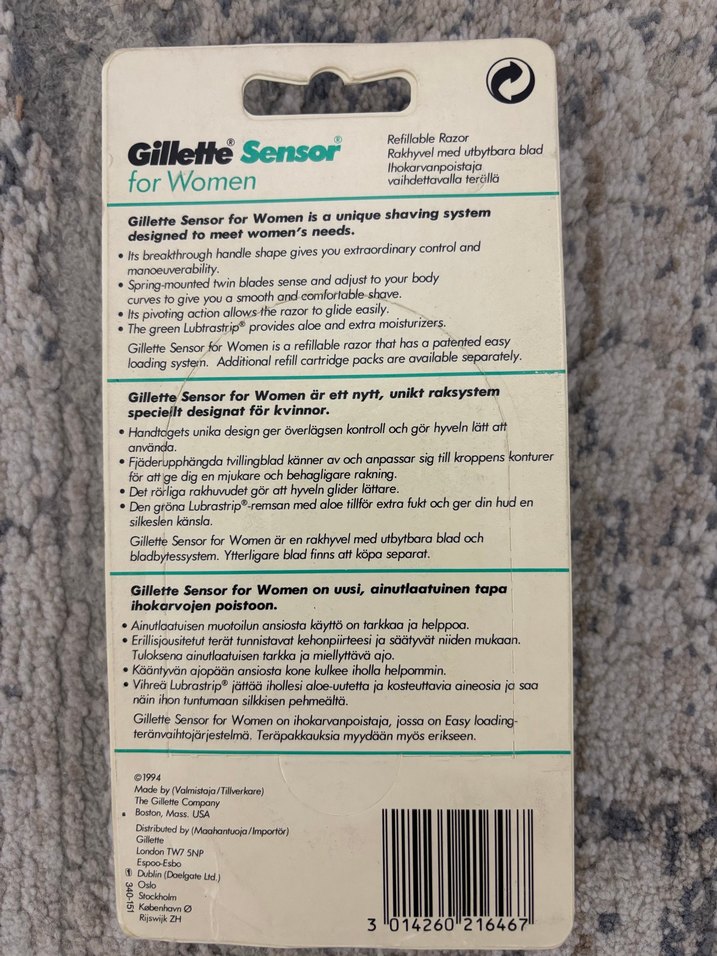 Gillette® Sensor®
for Women
Refillable Razor
Rakhyvel med utbytbara blad
Ihokarvanpoistaja
vaihdettavalla terällä
Gillette Sensor for Women is a unique shaving system
designed to meet women's needs.
• Its breakthrough handle shape gives you extraordinary control and
manoeuverability.
• Spring-mounted twin blades sense and adjust to your body
curves to give you a smooth and comfortable shave.
• Its pivoting action allows the razor to glide easily.
• The green Lubtrastrip® provides aloe and extra moisturizers.
Gillette Sensor for Women is a refillable razor that has a patented easy
loading system. Additional refill cartridge packs are available separately.
Gillette Sensor for Women är ett nytt, unikt raksystem
speciellt designat för kvinnor.
• Handtagets unika design ger överlägsen kontroll och gör hyveln lätt att
använda.
• Fjäderupphängda tvillingblad känner av och anpassar sig till kroppens konturer
för att ge dig en mjukare och behagligare rakning.
• Det rörliga rakhuvudet gör att hyveln glider lättare.
• Den gröna Lubrastrip®-remsan med aloe tillför extra fukt och ger din hud en
silkeslen känsla.
Gillette Sensor for Women är en rakhyvel med utbytbara blad och
bladbytessystem. Ytterligare blad finns att köpa separat.
Gillette Sensor for Women on uusi, ainutlaatuinen tapa
ihokarvojen poistoon.
• Ainutlaatuisen muotoilun ansiosta käyttö on tarkkaa ja helppoa.
• Erillisjousitetut terät tunnistavat kehonpiirteesi ja säätyvät niiden mukaan.
Tuloksena ainutlaatuisen tarkka ja miellyttävä ajo.
• Kääntyvän ajopään ansiosta kone kulkee iholla helpommin.
• Vihreä Lubrastrip® jättää ihollesi aloe-uutetta ja kosteuttavia aineosia ja saa
näin ihon tuntumaan silkkisen pehmeältä.
Gillette Sensor for Women on ihokarvanpoistaja, jossa on Easy loading-
teränvaihtojärjestelmä. Teräpakkauksia myydään myös erikseen.
©1994
Made by (Valmistaja/Tillverkare)
The Gillette Company
Boston, Mass. USA
Distributed by (Maahantuoja/Importör)
Gillette
London TW7 5NP
Espoo-Esbo
Dublin (Daelgate Ltd.)
Oslo
Stockholm
København Ø
Rijswijk ZH
340-151
3 014260 216467